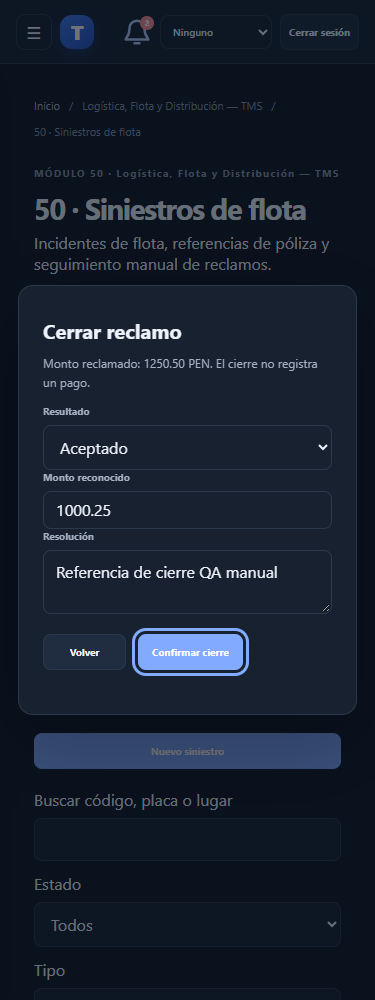 ☰ T 2 Ninguno Cerrar sesión
Inicio / Logística, Flota y Distribución — TMS /
50 · Siniestros de flota
MÓDULO 50 · Logística, Flota y Distribución — TMS
50 · Siniestros de flota
Incidentes de flota, referencias de póliza y
seguimiento manual de reclamos.
Cerrar reclamo
Monto reclamado: 1250.50 PEN. El cierre no registra
un pago.
Resultado
Aceptado
Monto reconocido
1000.25
Resolución
Referencia de cierre QA manual
Volver Confirmar cierre
Nuevo siniestro
Buscar código, placa o lugar
Estado
Todos
Tipo